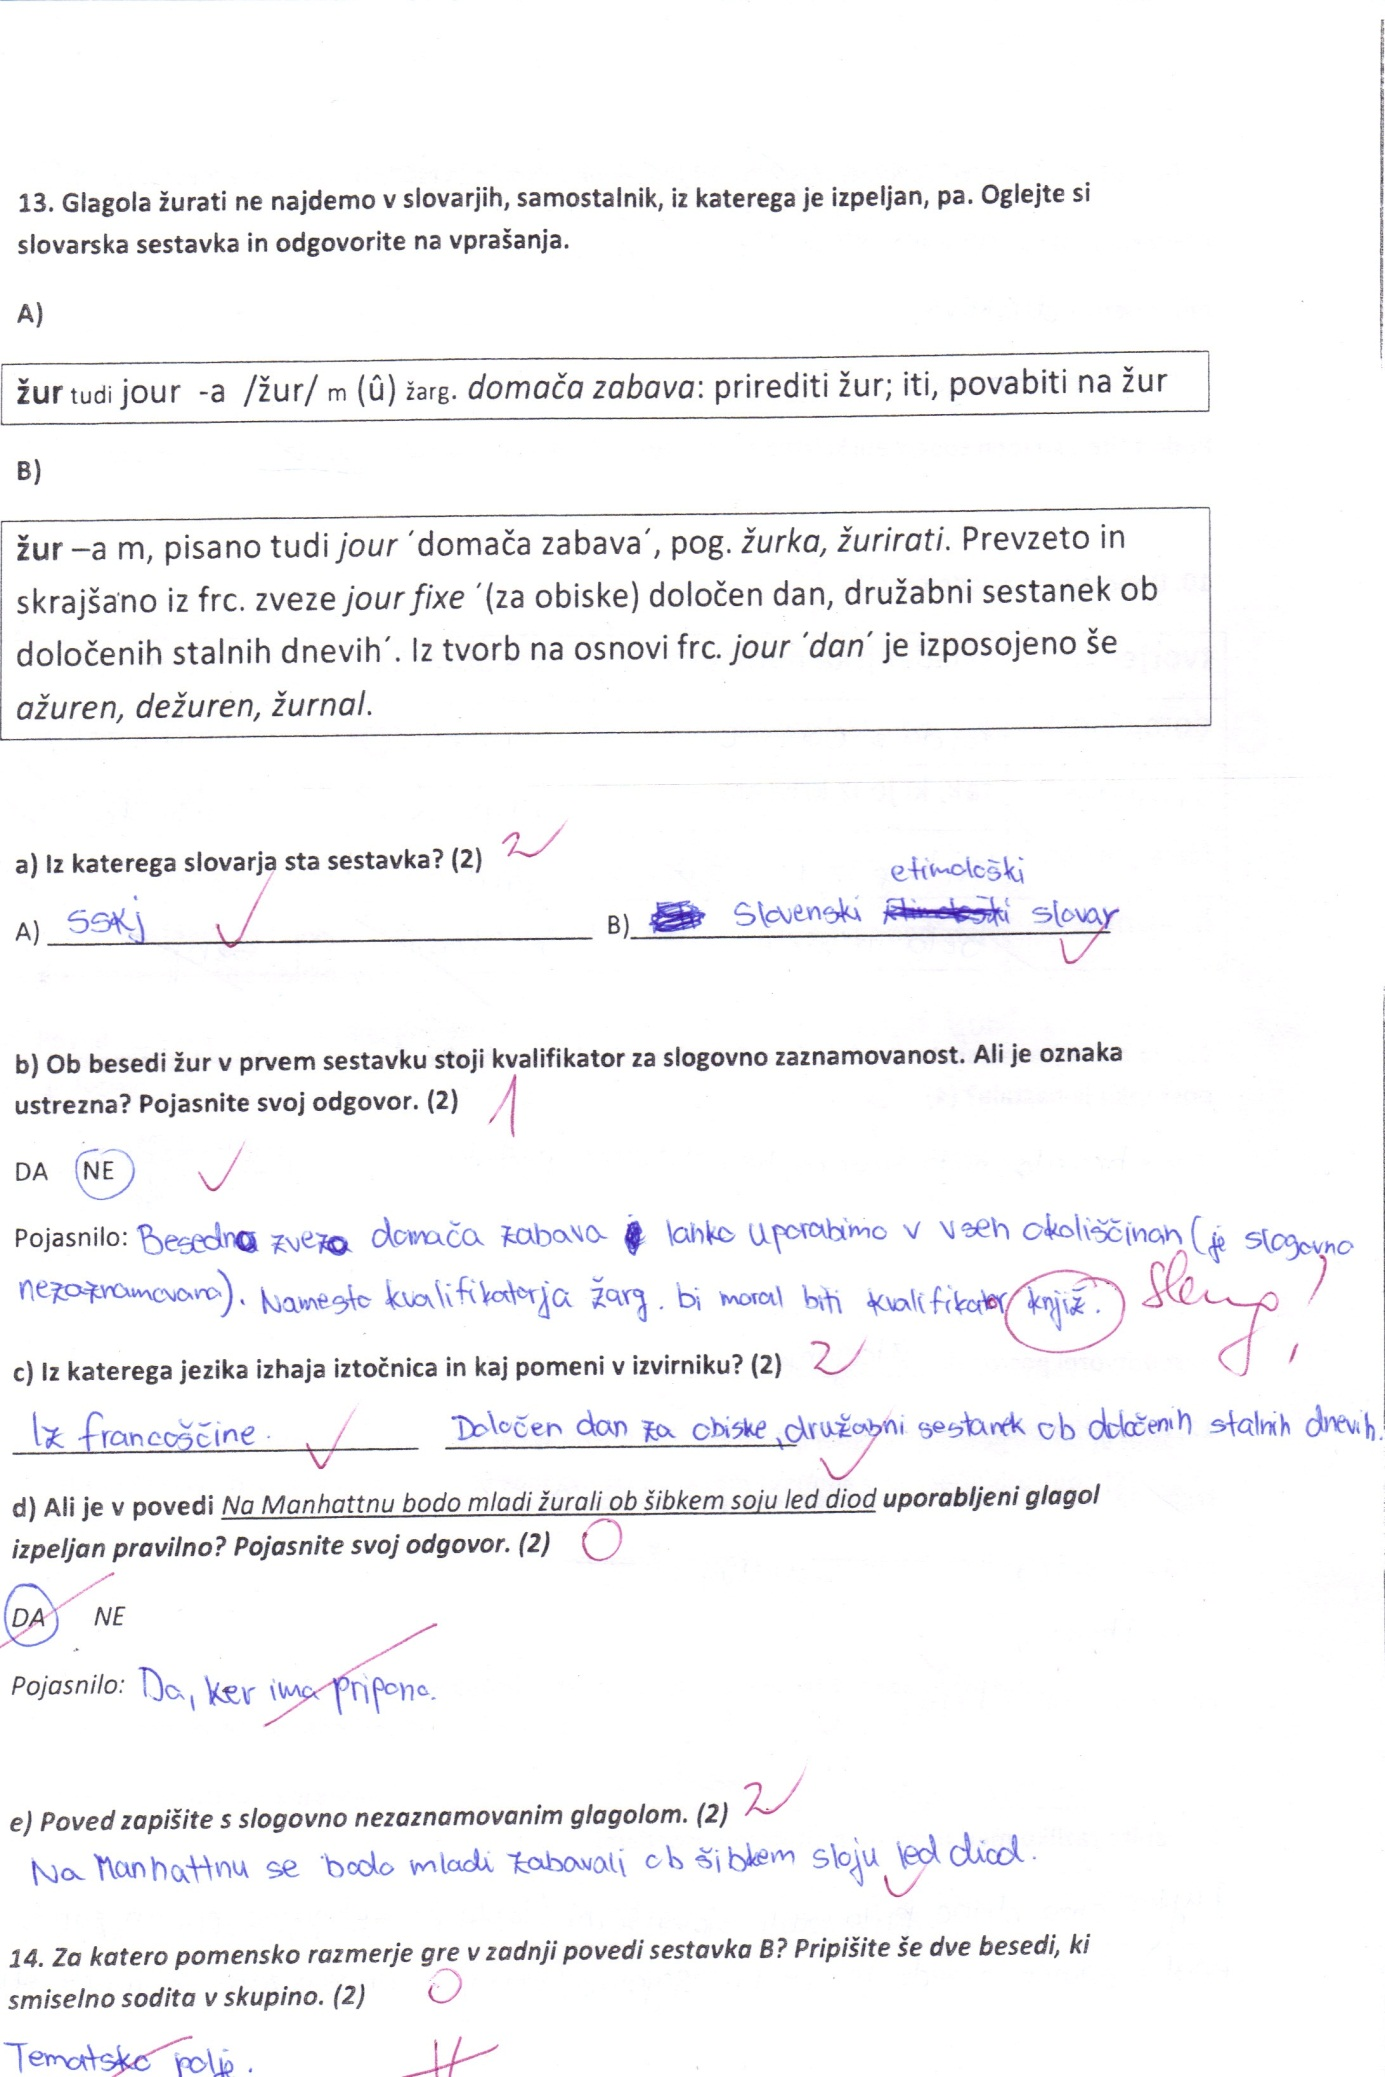 13. Glagola žurati ne najdemo v slovarjih, samostalnik, iz katerega je izpeljan, pa. Oglejte si
slovarska sestavka in odgovorite na vprašanja.
A)
žur tudi jour -a /žur/ m (û) žarg. domača zabava: prirediti žur; iti, povabiti na žur
B)
žur –a m, pisano tudi jour ´domača zabava´, pog. žurka, žurirati. Prevzeto in
skrajšano iz frc. zveze jour fixe ´(za obiske) določen dan, družabni sestanek ob
določenih stalnih dnevih´. Iz tvorb na osnovi frc. jour ´dan´ je izposojeno še
ažuren, dežuren, žurnal.
a) Iz katerega slovarja sta sestavka? (2) 2
etimološki
A) SSKJ B) Slovenski slovar
b) Ob besedi žur v prvem sestavku stoji kvalifikator za slogovno zaznamovanost. Ali je oznaka
ustrezna? Pojasnite svoj odgovor. (2) 1
DA NE
Pojasnilo: Besedna zveza domača zabava lahko uporabimo v vseh okoliščinah (je slogovno
nezaznamovana). Namesto kvalifikatorja žarg. bi moral biti kvalifikator knjiž. Sleng!
c) Iz katerega jezika izhaja iztočnica in kaj pomeni v izvirniku? (2) 2
Iz francoščine. Določen dan za obiske, družabni sestanek ob določenih stalnih dnevih.
d) Ali je v povedi Na Manhattnu bodo mladi žurali ob šibkem soju led diod uporabljeni glagol
izpeljan pravilno? Pojasnite svoj odgovor. (2) 0
DA NE
Pojasnilo: Da, ker ima pripono.
e) Poved zapišite s slogovno nezaznamovanim glagolom. (2) 2
Na Manhattnu se bodo mladi zabavali ob šibkem sloju led diod.
14. Za katero pomensko razmerje gre v zadnji povedi sestavka B? Pripišite še dve besedi, ki
smiselno sodita v skupino. (2) 0
Tematsko polje.